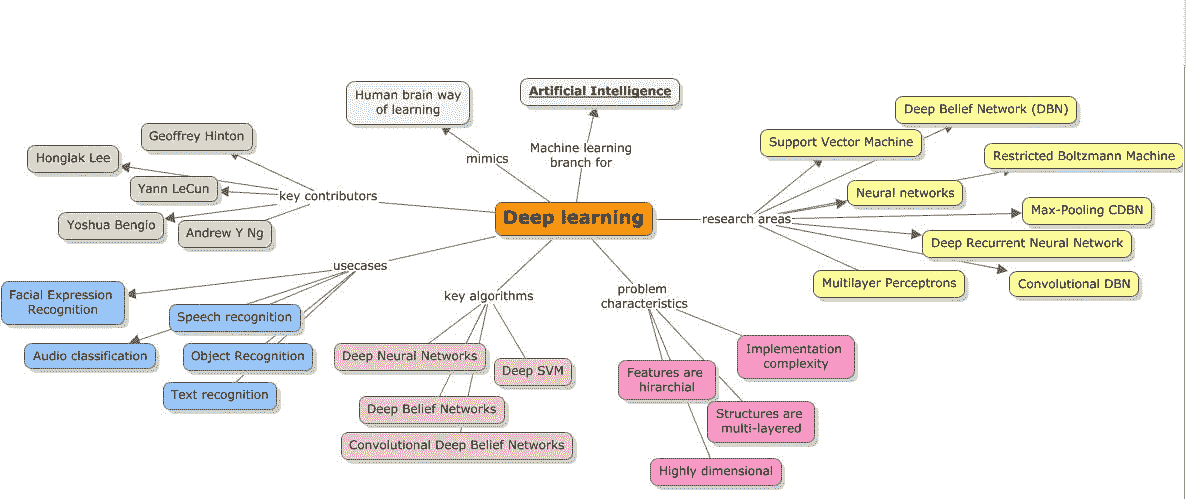 Human brain way
of learning
Artificial Intelligence
Deep Belief Network (DBN)
Geoffrey Hinton
Support Vector Machine
Honglak Lee
mimics
Machine learning
branch for
Restricted Boltzmann Machine
Yann LeCun
key contributors
Neural networks
Yoshua Bengio
Andrew Y Ng
Deep learning
research areas
Max-Pooling CDBN
Deep Recurrent Neural Network
usecases
Multilayer Perceptrons
Convolutional DBN
Facial Expression
Recognition
key algorithms
problem
characteristics
Speech recognition
Audio classification
Object Recognition
Deep Neural Networks
Deep SVM
Implementation
complexity
Features are
hirarchial
Text recognition
Deep Belief Networks
Structures are
multi-layered
Convolutional Deep Belief Networks
Highly dimensional